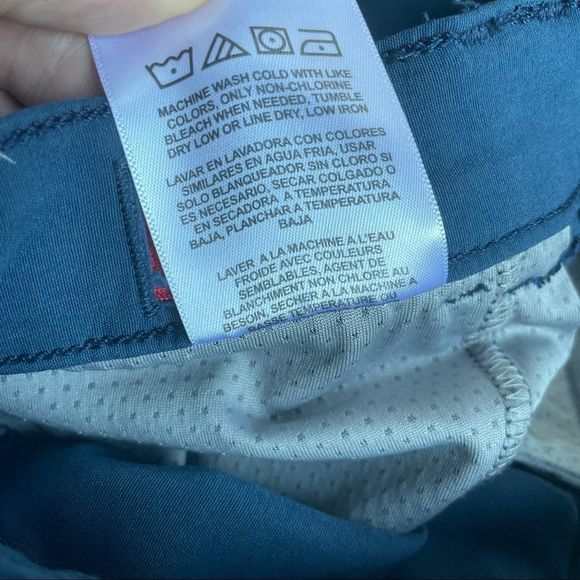 MACHINE WASH COLD WITH LIKE
COLORS, ONLY NON-CHLORINE
BLEACH WHEN NEEDED, TUMBLE
DRY LOW OR LINE DRY, LOW IRON
LAVAR EN LAVADORA CON COLORES
SIMILARES EN AGUA FRIA, USAR
SOLO BLANQUEADOR SIN CLORO SI
ES NECESARIO, SECAR COLGADO O
EN SECADORA A TEMPERATURA
BAJA, PLANCHAR A TEMPERATURA
BAJA
LAVER A LA MACHINE A L'EAU
FROIDE AVEC COULEURS
SEMBLABLES, AGENT DE
BLANCHIMENT NON CHLORE AU
BESOIN, SECHER A LA MACHINE A
BASSE TEMPERATURE OU